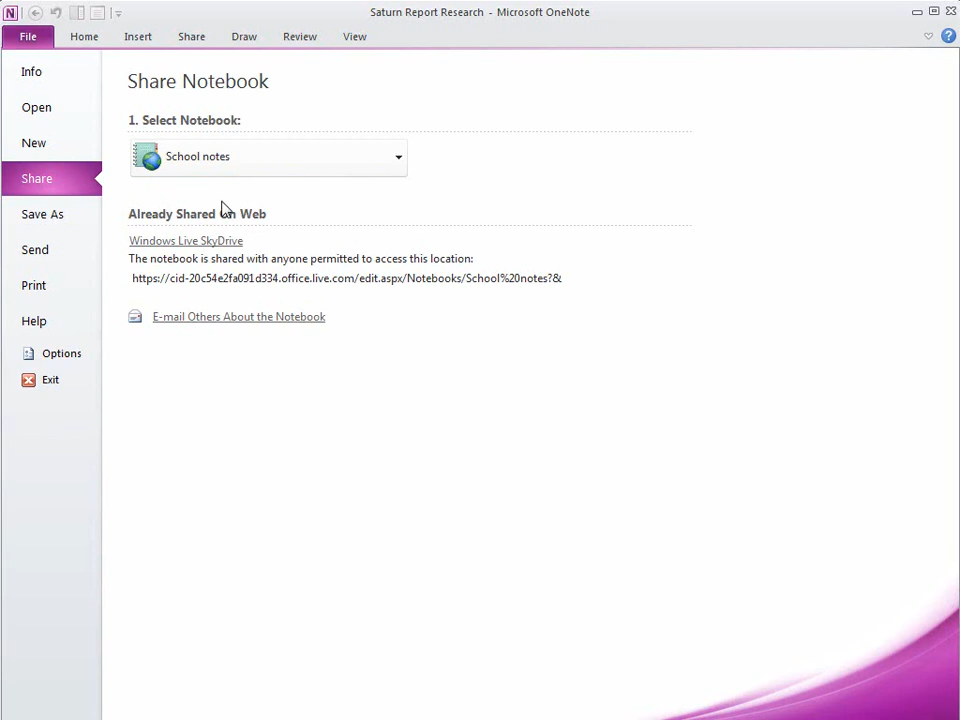 Saturn Report Research - Microsoft OneNote
File Home Insert Share Draw Review View
Info
Open
New
Share
Save As
Send
Print
Help
Options
Exit
Share Notebook
1. Select Notebook:
School notes
Already Shared on Web
Windows Live SkyDrive
The notebook is shared with anyone permitted to access this location:
https://cid-20c54e2fa091d334.office.live.com/edit.aspx/Notebooks/School%20notes?&
E-mail Others About the Notebook